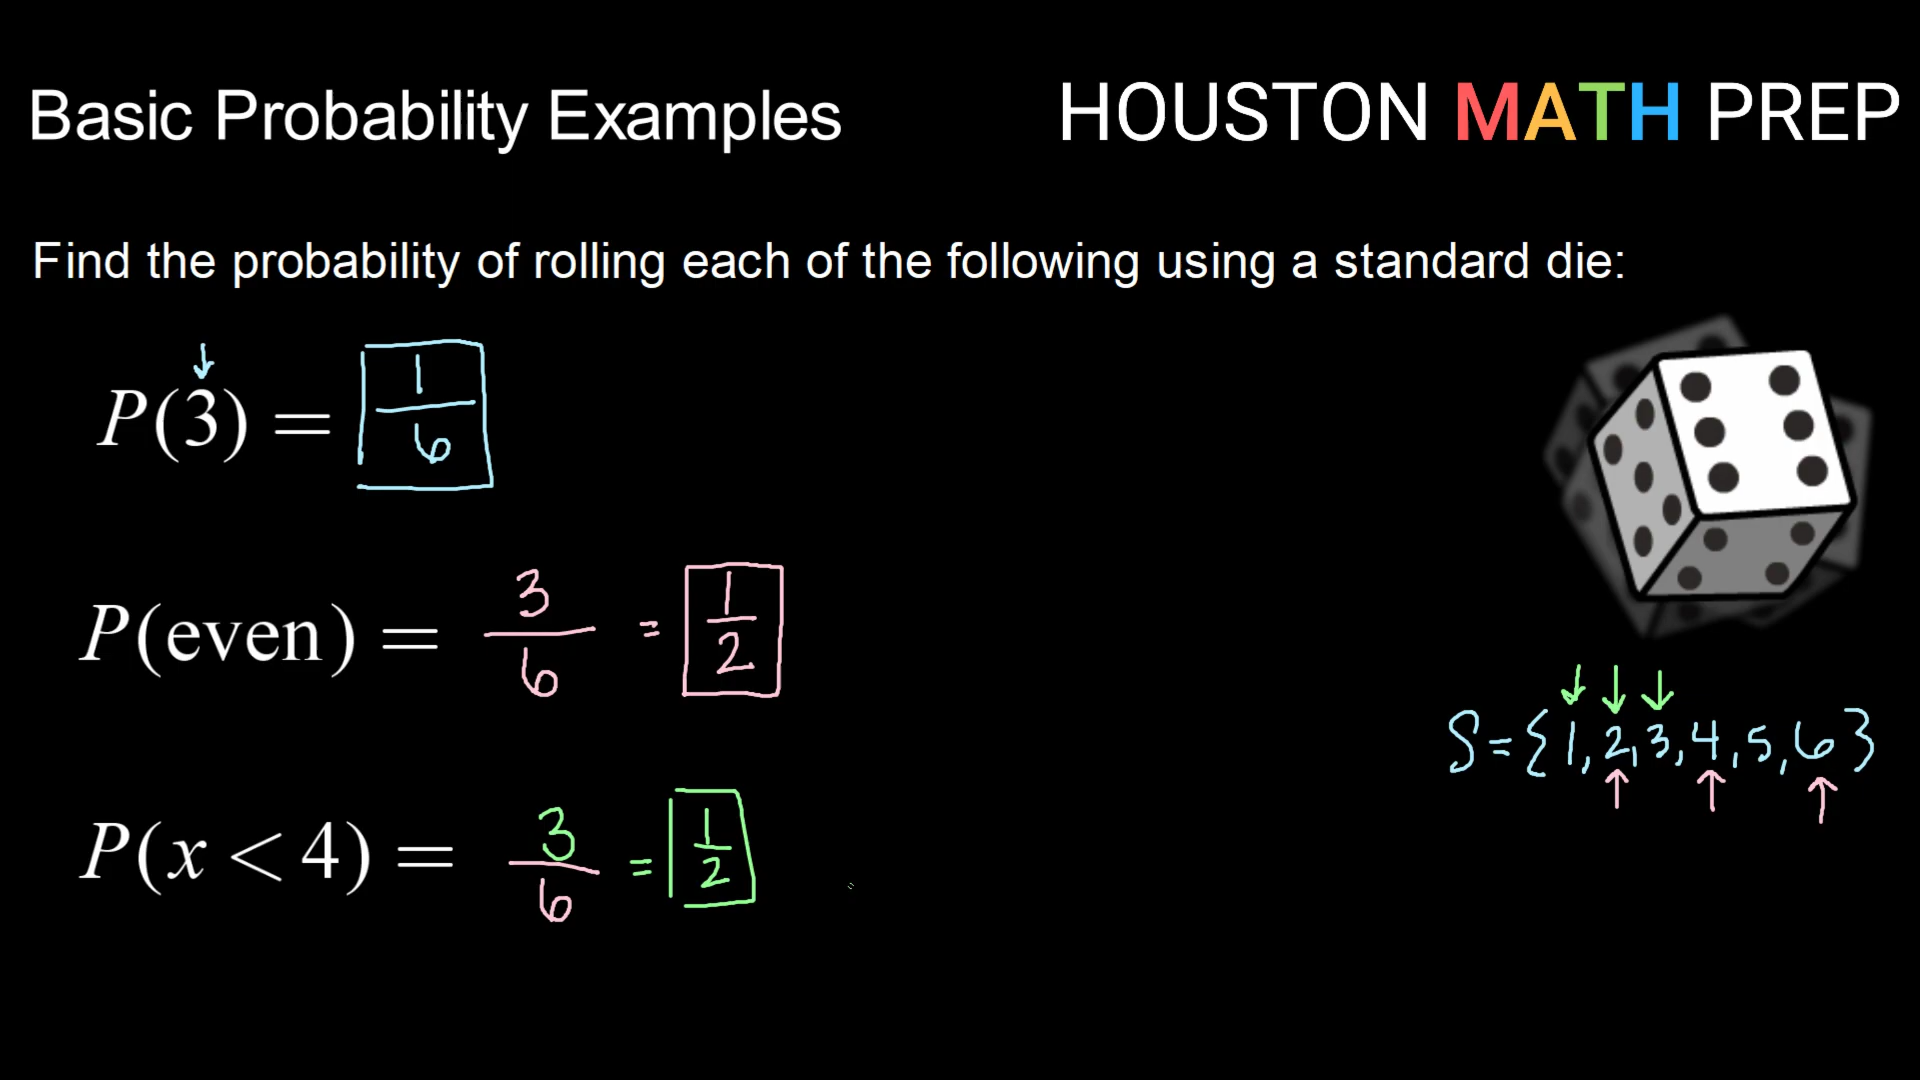 Basic Probability Examples
HOUSTON MATH PREP
Find the probability of rolling each of the following using a standard die:
P(3) = 1/6
P(even) = 3/6 = 1/2
P(x < 4) = 3/6 = 1/2
S = {1, 2, 3, 4, 5, 6}